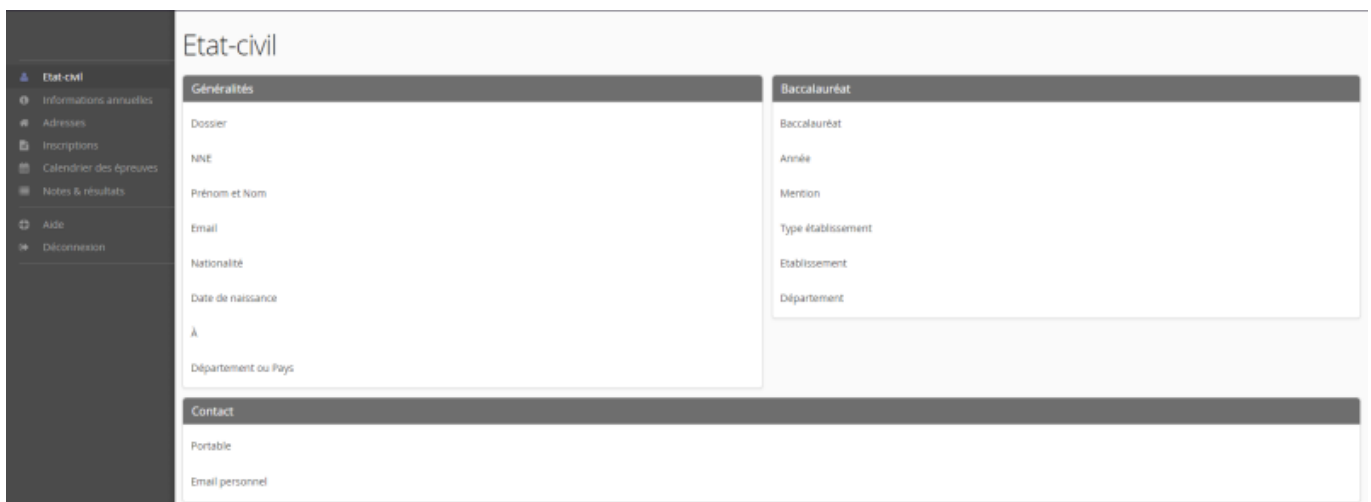 Etat-civil
Informations annuelles
Adresses
Inscriptions
Calendrier des épreuves
Notes & résultats
Aide
Déconnexion
Etat-civil
Généralités
Dossier
NNE
Prénom et Nom
Email
Nationalité
Date de naissance
À
Département ou Pays
Baccalauréat
Baccalauréat
Année
Mention
Type établissement
Etablissement
Département
Contact
Portable
Email personnel